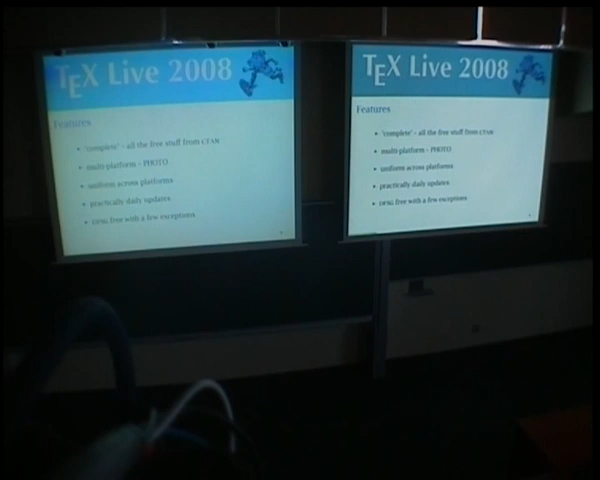 TEX Live 2008
Features
• 'complete' - all the free stuff from CTAN
• multi-platform - PHOTO
• uniform across platforms
• practically daily updates
• DFSG free with a few exceptions
TEX Live 2008
Features
• 'complete' - all the free stuff from CTAN
• multi-platform - PHOTO
• uniform across platforms
• practically daily updates
• DFSG free with a few exceptions